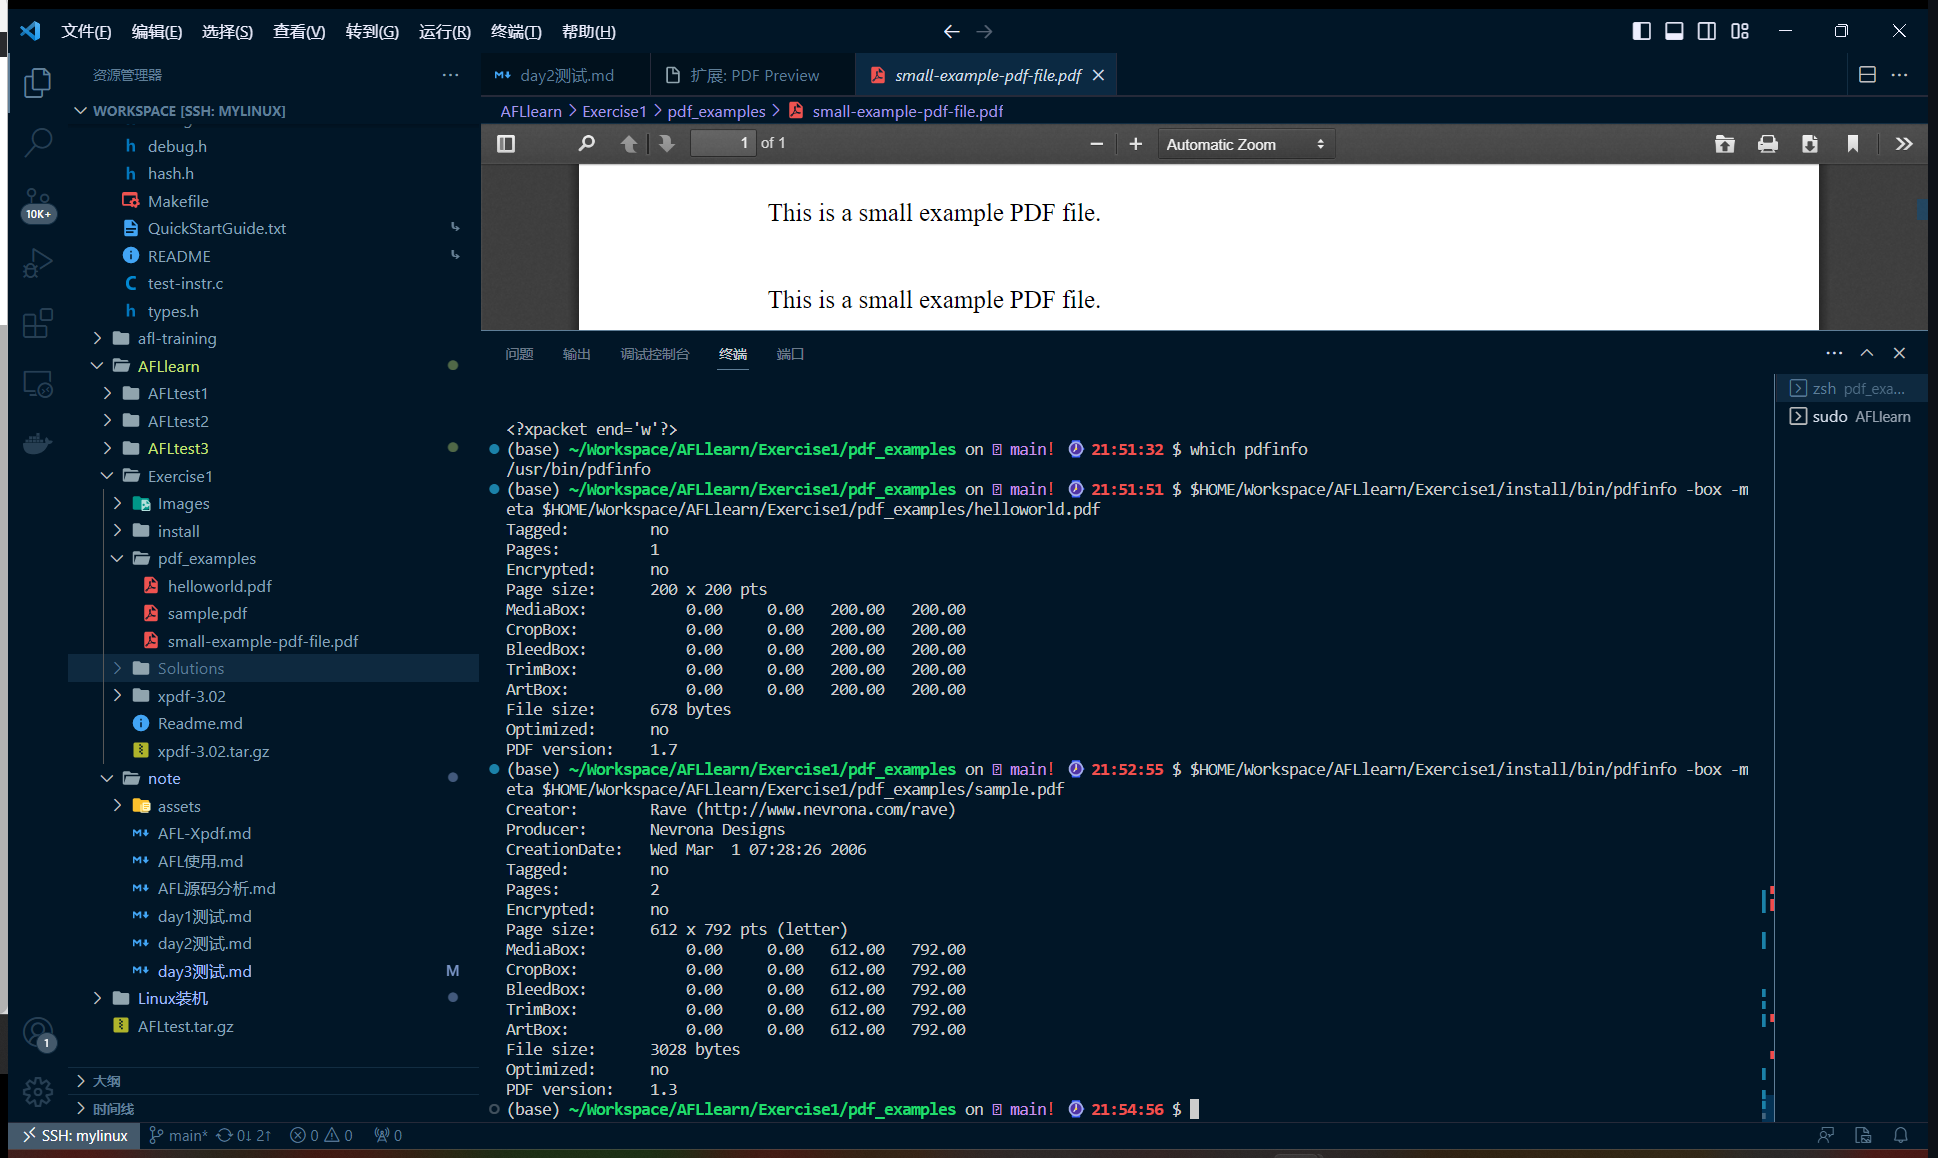 文件(F) 编辑(E) 选择(S) 查看(V) 转到(G) 运行(R) 终端(T) 帮助(H)
资源管理器
WORKSPACE [SSH: MYLINUX]
debug.h
hash.h
Makefile
QuickStartGuide.txt
README
test-instr.c
types.h
afl-training
AFLlearn
AFLtest1
AFLtest2
AFLtest3
Exercise1
Images
install
pdf_examples
helloworld.pdf
sample.pdf
small-example-pdf-file.pdf
Solutions
xpdf-3.02
Readme.md
xpdf-3.02.tar.gz
note
assets
AFL-Xpdf.md
AFL使用.md
AFL源码分析.md
day1测试.md
day2测试.md
day3测试.md M
Linux装机
AFLtest.tar.gz
大纲
时间线
10K+
1
day2测试.md 扩展: PDF Preview small-example-pdf-file.pdf
AFLlearn > Exercise1 > pdf_examples > small-example-pdf-file.pdf
1 of 1 Automatic Zoom
This is a small example PDF file.
This is a small example PDF file.
问题 输出 调试控制台 终端 端口
zsh pdf_exa...
sudo AFLlearn
<?xpacket end='w'?>
(base) ~/Workspace/AFLlearn/Exercise1/pdf_examples on main! 21:51:32 $ which pdfinfo
/usr/bin/pdfinfo
(base) ~/Workspace/AFLlearn/Exercise1/pdf_examples on main! 21:51:51 $ $HOME/Workspace/AFLlearn/Exercise1/install/bin/pdfinfo -box -m
eta $HOME/Workspace/AFLlearn/Exercise1/pdf_examples/helloworld.pdf
Tagged: no
Pages: 1
Encrypted: no
Page size: 200 x 200 pts
MediaBox: 0.00 0.00 200.00 200.00
CropBox: 0.00 0.00 200.00 200.00
BleedBox: 0.00 0.00 200.00 200.00
TrimBox: 0.00 0.00 200.00 200.00
ArtBox: 0.00 0.00 200.00 200.00
File size: 678 bytes
Optimized: no
PDF version: 1.7
(base) ~/Workspace/AFLlearn/Exercise1/pdf_examples on main! 21:52:55 $ $HOME/Workspace/AFLlearn/Exercise1/install/bin/pdfinfo -box -m
eta $HOME/Workspace/AFLlearn/Exercise1/pdf_examples/sample.pdf
Creator: Rave (http://www.nevrona.com/rave)
Producer: Nevrona Designs
CreationDate: Wed Mar 1 07:28:26 2006
Tagged: no
Pages: 2
Encrypted: no
Page size: 612 x 792 pts (letter)
MediaBox: 0.00 0.00 612.00 792.00
CropBox: 0.00 0.00 612.00 792.00
BleedBox: 0.00 0.00 612.00 792.00
TrimBox: 0.00 0.00 612.00 792.00
ArtBox: 0.00 0.00 612.00 792.00
File size: 3028 bytes
Optimized: no
PDF version: 1.3
(base) ~/Workspace/AFLlearn/Exercise1/pdf_examples on main! 21:54:56 $
SSH: mylinux main* 0↓ 2↑ 0 0 0